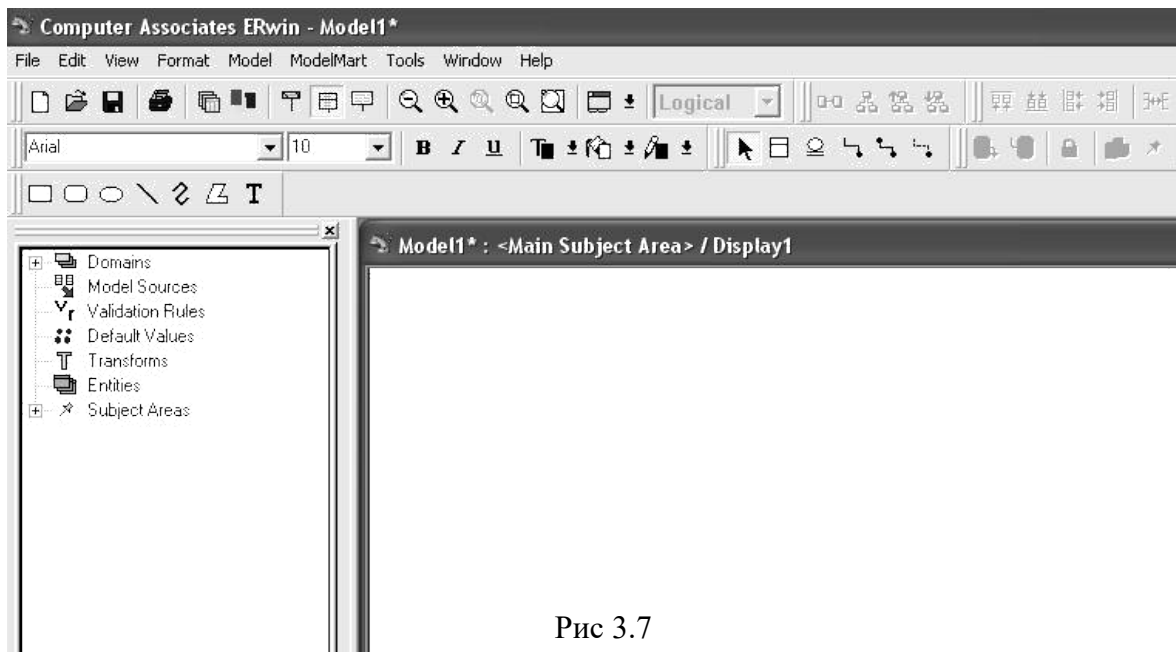 Computer Associates ERwin - Model1*
File Edit View Format Model ModelMart Tools Window Help
Logical
Arial 10 B I U T
T
Model1* : <Main Subject Area> / Display1
Domains
Model Sources
Validation Rules
Default Values
Transforms
Entities
Subject Areas
Рис 3.7